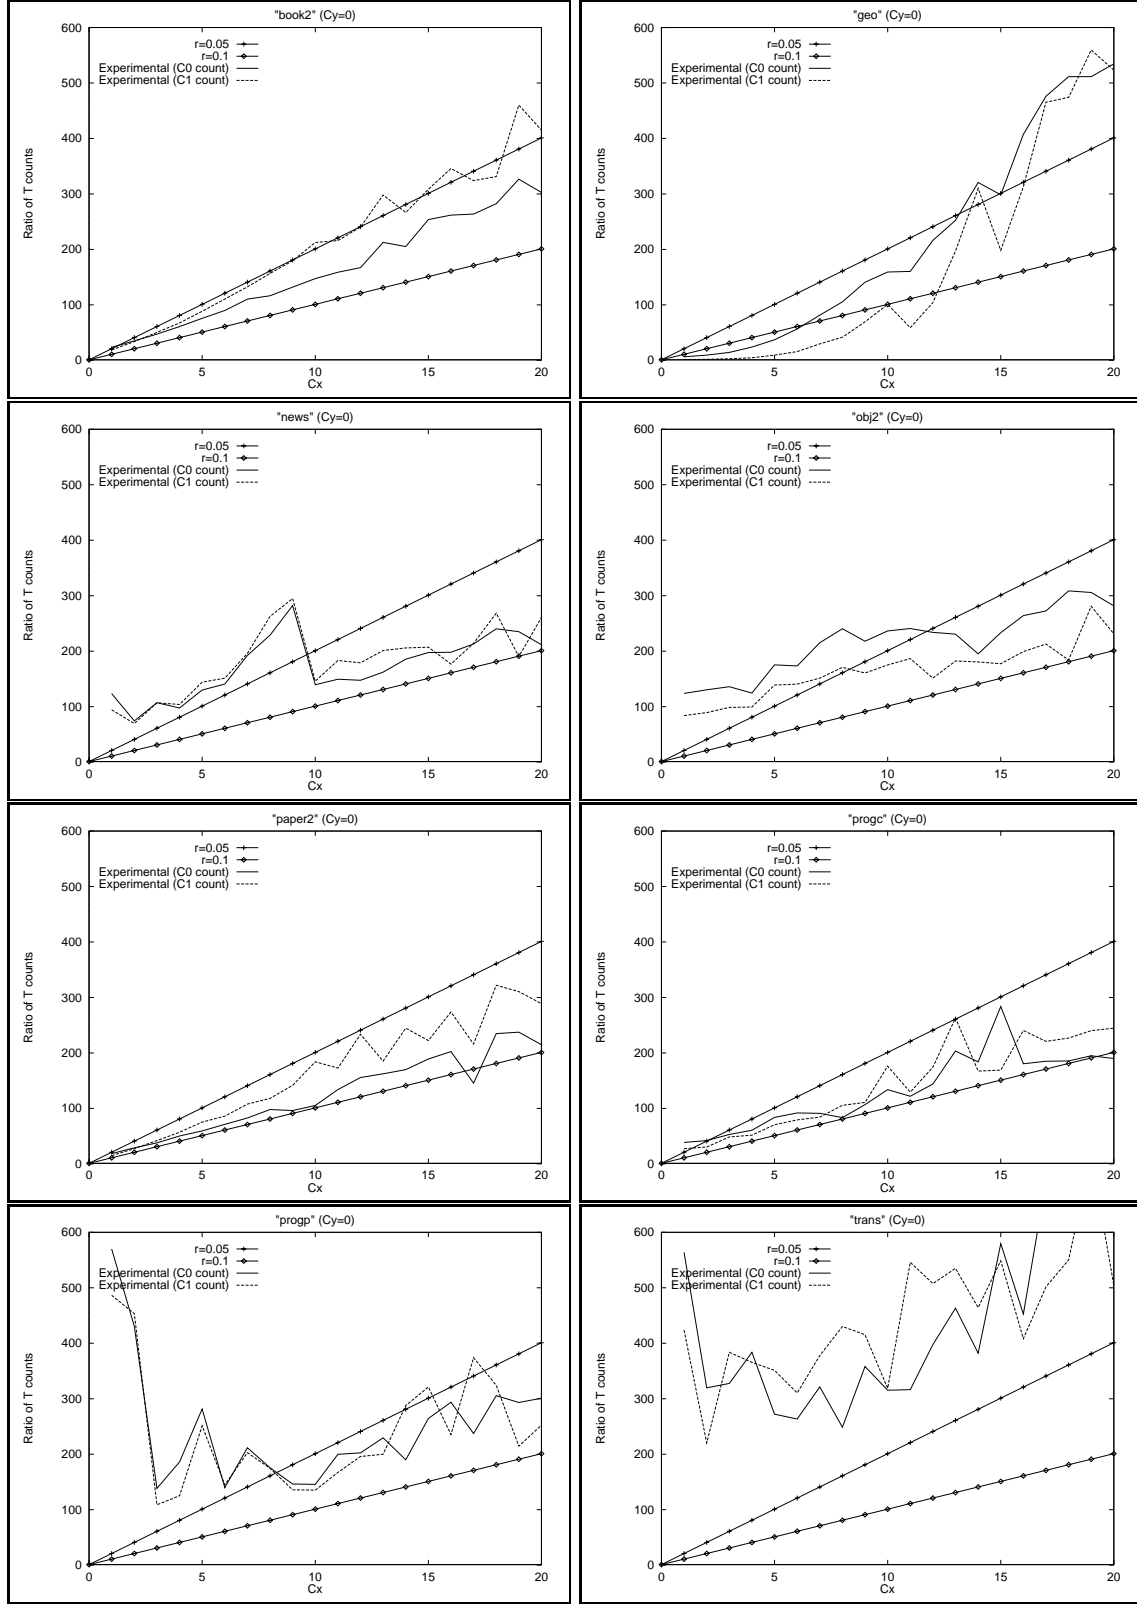 "book2" (Cy=0)
600
500
400
300
200
100
0
0 5 10 15 20
Ratio of T counts
Cx
r=0.05
r=0.1
Experimental (C0 count)
Experimental (C1 count)
"geo" (Cy=0)
600
500
400
300
200
100
0
0 5 10 15 20
Ratio of T counts
Cx
r=0.05
r=0.1
Experimental (C0 count)
Experimental (C1 count)
"news" (Cy=0)
600
500
400
300
200
100
0
0 5 10 15 20
Ratio of T counts
Cx
r=0.05
r=0.1
Experimental (C0 count)
Experimental (C1 count)
"obj2" (Cy=0)
600
500
400
300
200
100
0
0 5 10 15 20
Ratio of T counts
Cx
r=0.05
r=0.1
Experimental (C0 count)
Experimental (C1 count)
"paper2" (Cy=0)
600
500
400
300
200
100
0
0 5 10 15 20
Ratio of T counts
Cx
r=0.05
r=0.1
Experimental (C0 count)
Experimental (C1 count)
"progc" (Cy=0)
600
500
400
300
200
100
0
0 5 10 15 20
Ratio of T counts
Cx
r=0.05
r=0.1
Experimental (C0 count)
Experimental (C1 count)
"progp" (Cy=0)
600
500
400
300
200
100
0
0 5 10 15 20
Ratio of T counts
Cx
r=0.05
r=0.1
Experimental (C0 count)
Experimental (C1 count)
"trans" (Cy=0)
600
500
400
300
200
100
0
0 5 10 15 20
Ratio of T counts
Cx
r=0.05
r=0.1
Experimental (C0 count)
Experimental (C1 count)